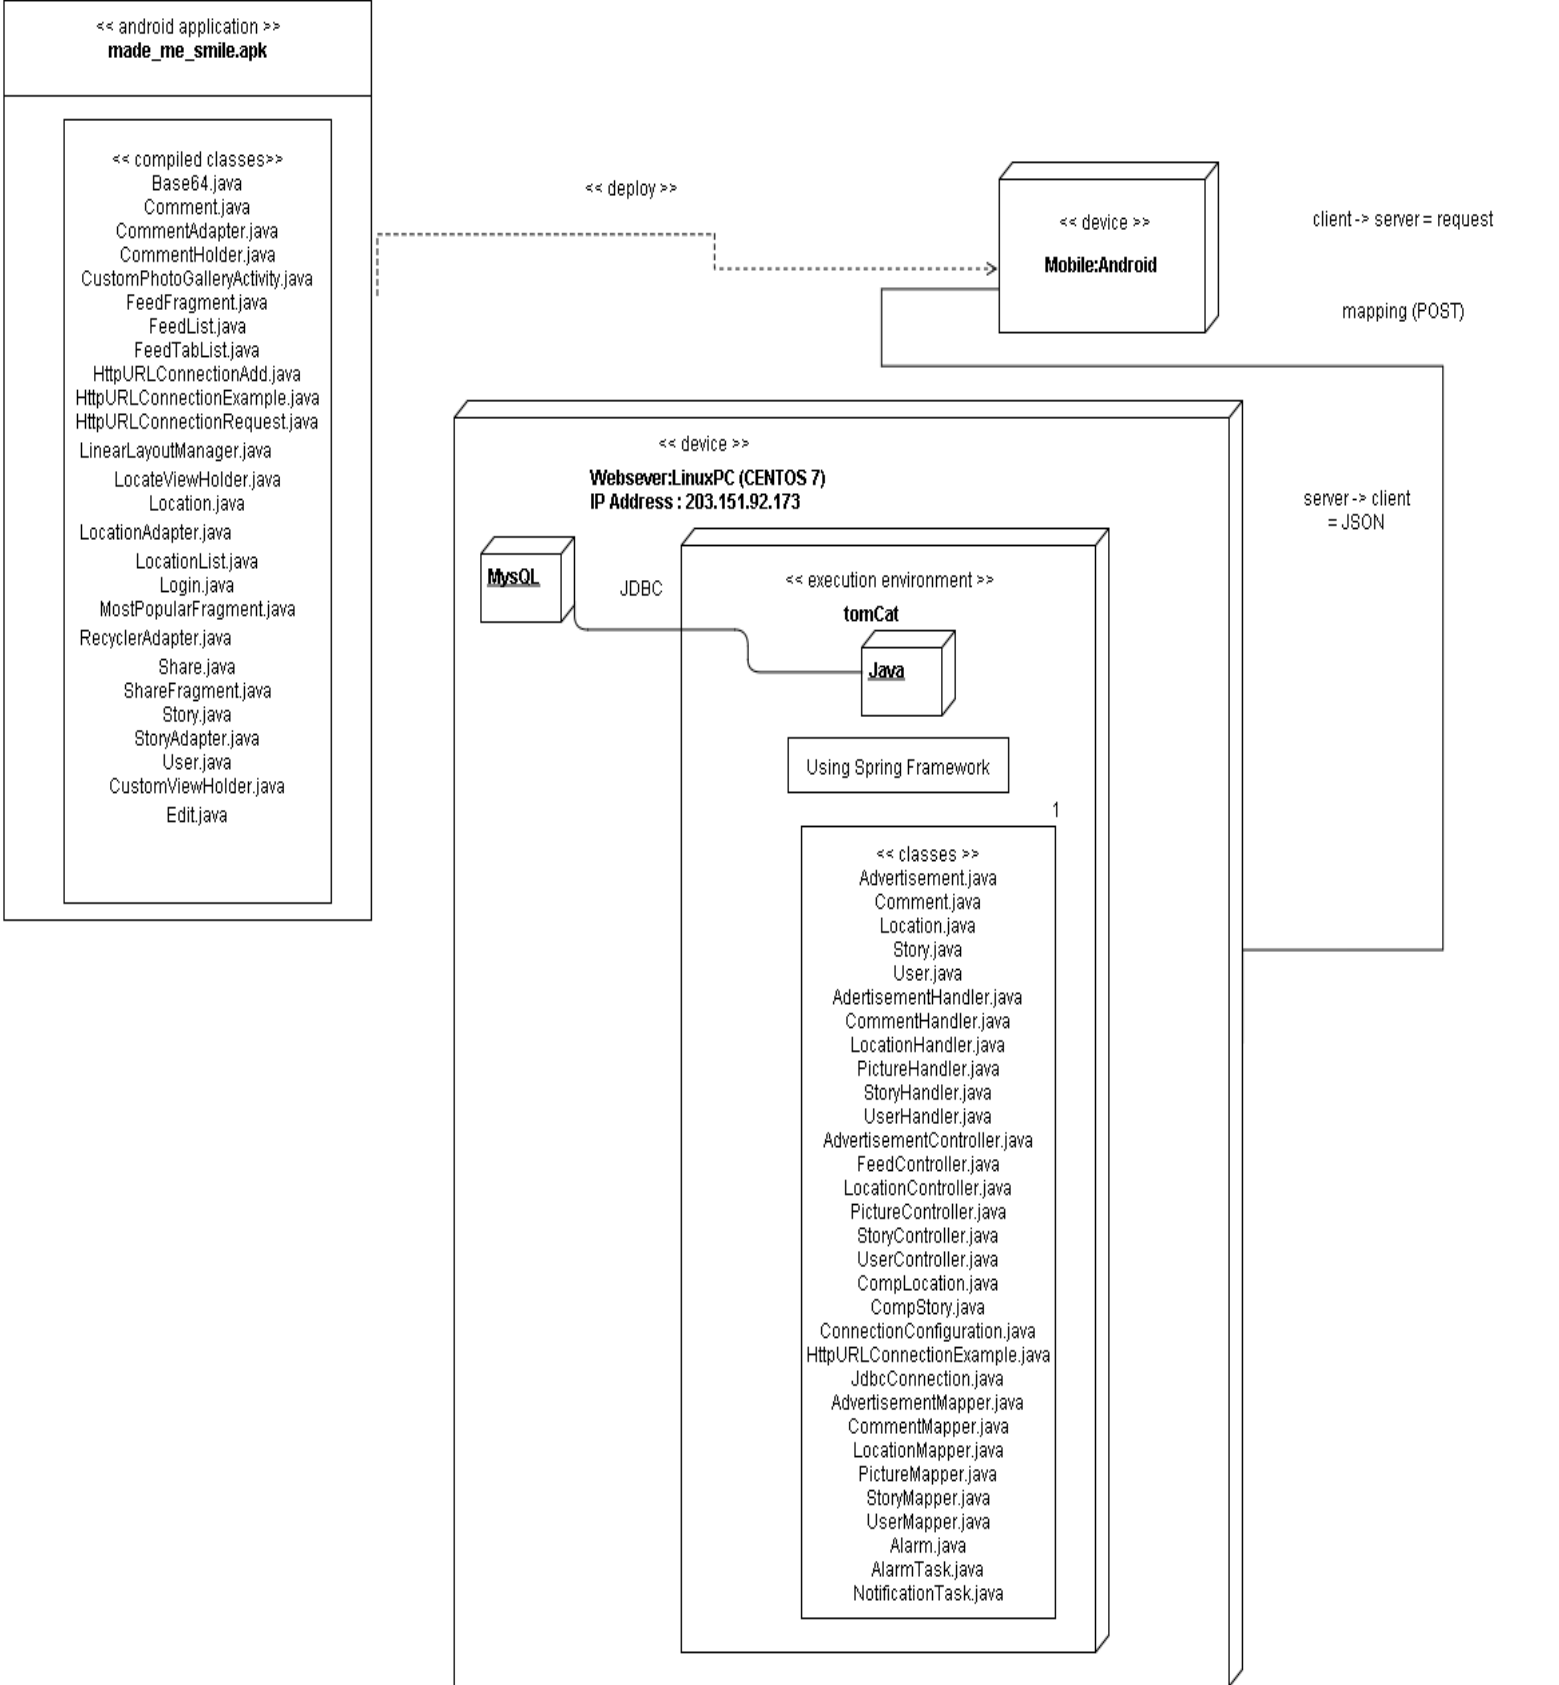 << android application >>
made_me_smile.apk
<< compiled classes>>
Base64.java
Comment.java
CommentAdapter.java
CommentHolder.java
CustomPhotoGalleryActivity.java
FeedFragment.java
FeedList.java
FeedTabList.java
HttpURLConnectionAdd.java
HttpURLConnectionExample.java
HttpURLConnectionRequest.java
LinearLayoutManager.java
LocateViewHolder.java
Location.java
LocationAdapter.java
LocationList.java
Login.java
MostPopularFragment.java
RecyclerAdapter.java
Share.java
ShareFragment.java
Story.java
StoryAdapter.java
User.java
CustomViewHolder.java
Edit.java
<< deploy >>
<< device >>
Mobile:Android
client -> server = request
mapping (POST)
server -> client
= JSON
<< device >>
Websever:LinuxPC (CENTOS 7)
IP Address : 203.151.92.173
MysQL
JDBC
<< execution environment >>
tomCat
Java
Using Spring Framework
1
<< classes >>
Advertisement.java
Comment.java
Location.java
Story.java
User.java
AdertisementHandler.java
CommentHandler.java
LocationHandler.java
PictureHandler.java
StoryHandler.java
UserHandler.java
AdvertisementController.java
FeedController.java
LocationController.java
PictureController.java
StoryController.java
UserController.java
CompLocation.java
CompStory.java
ConnectionConfiguration.java
HttpURLConnectionExample.java
JdbcConnection.java
AdvertisementMapper.java
CommentMapper.java
LocationMapper.java
PictureMapper.java
StoryMapper.java
UserMapper.java
Alarm.java
AlarmTask.java
NotificationTask.java